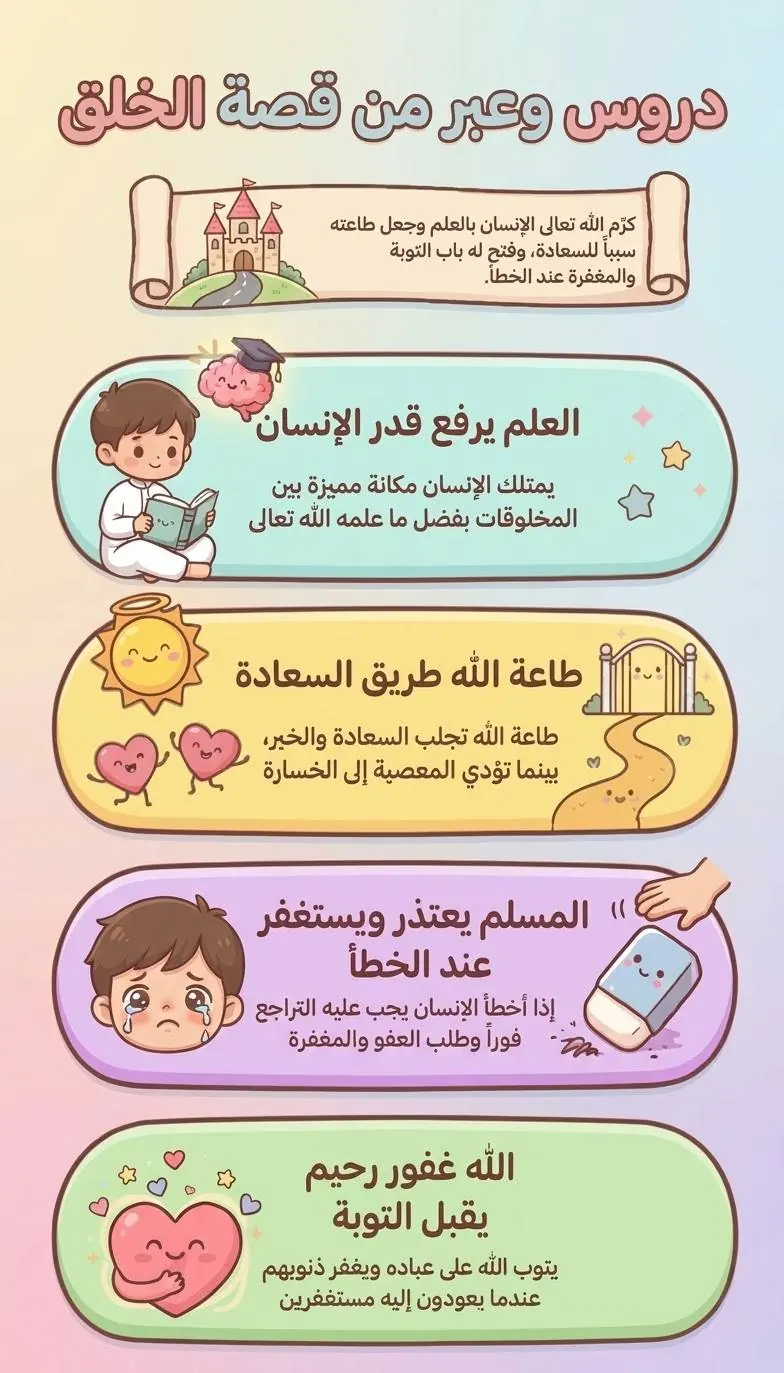 دروس وعبر من قصة الخلق
كرّم الله تعالى الإنسان بالعلم وجعل طاعته
سبباً للسعادة، وفتح له باب التوبة
والمغفرة عند الخطأ.
العلم يرفع قدر الإنسان
يمتلك الإنسان مكانة مميزة بين
المخلوقات بفضل ما علمه الله تعالى
طاعة الله طريق السعادة
طاعة الله تجلب السعادة والخير،
بينما تؤدي المعصية إلى الخسارة
المسلم يعتذر ويستغفر
عند الخطأ
إذا أخطأ الإنسان يجب عليه التراجع
فوراً وطلب العفو والمغفرة
الله غفور رحيم
يقبل التوبة
يتوب الله على عباده ويغفر ذنوبهم
عندما يعودون إليه مستغفرين